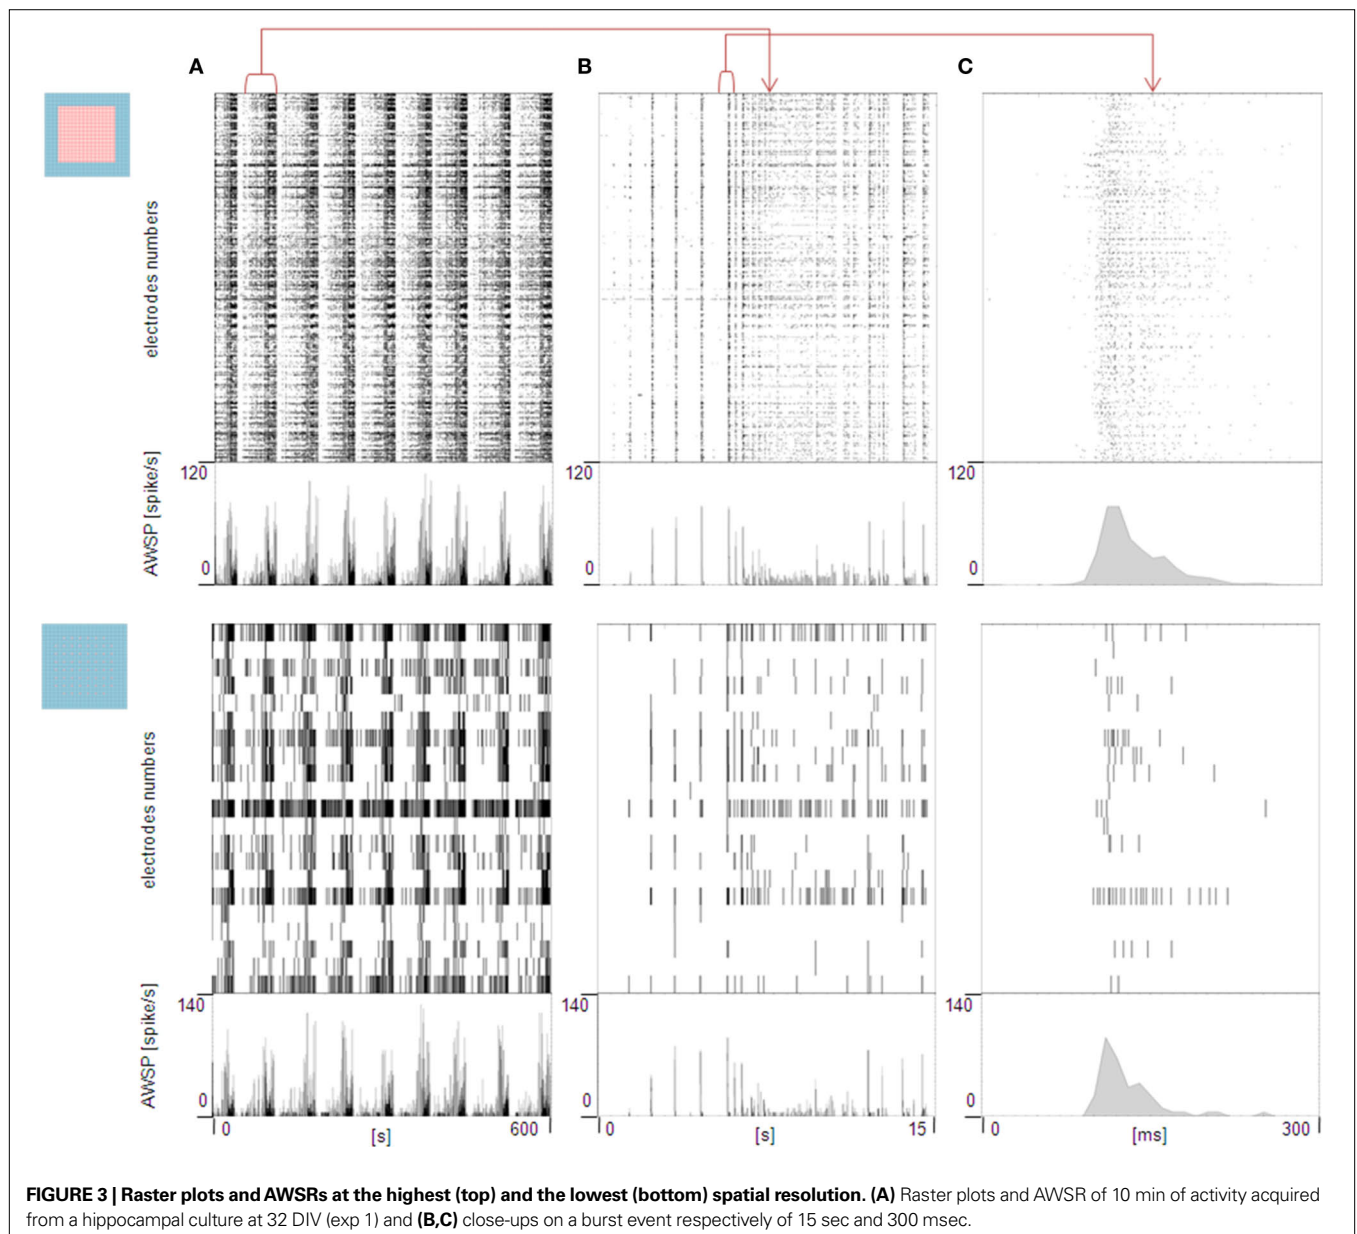 A
B
C
electrodes numbers
120
120
120
AWSP [spike/s]
0
0
0
electrodes numbers
140
140
140
AWSP [spike/s]
0
0
0
0 [s] 600
0 [s] 15
0 [ms] 300
FIGURE 3 | Raster plots and AWSRs at the highest (top) and the lowest (bottom) spatial resolution. (A) Raster plots and AWSR of 10 min of activity acquired
from a hippocampal culture at 32 DIV (exp 1) and (B,C) close-ups on a burst event respectively of 15 sec and 300 msec.